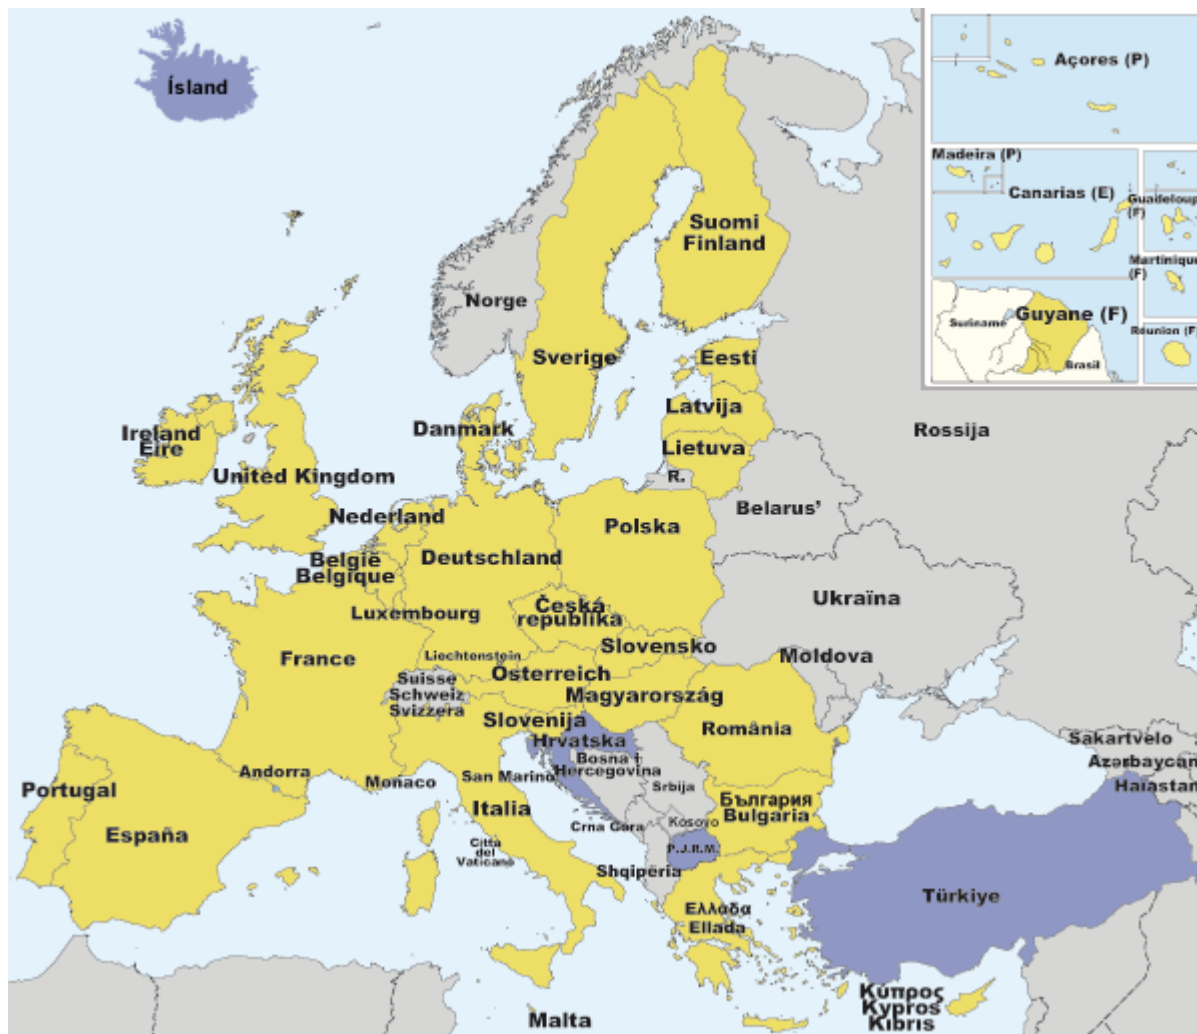 Ísland
Açores (P)
Madeira (P)
Canarias (E)
Guadeloupe
(F)
Martinique
(F)
Guyane (F)
Suriname
Brasil
Réunion (F)
Suomi
Finland
Norge
Sverige
Eesti
Latvija
Lietuva
R.
Rossija
Danmark
Ireland
Éire
United Kingdom
Nederland
België
Belgique
Deutschland
Polska
Belarus'
Luxembourg
Česká
republika
Ukraïna
France
Liechtenstein
Slovensko
Moldova
Suisse
Schweiz
Svizzera
Österreich
Magyarország
Slovenija
Hrvatska
România
Bosna i
Hercegovina
Srbija
Sakartvelo
Azərbaycan
Haiastan
Andorra
Monaco
San Marino
Portugal
España
Italia
Città
del
Vaticano
Crna Gora
Kosovo
България
Bulgaria
P.J.R.M.
Shqipëria
Ελλάδα
Ellada
Türkiye
Malta
Κύπρος
Kypros
Kıbrıs